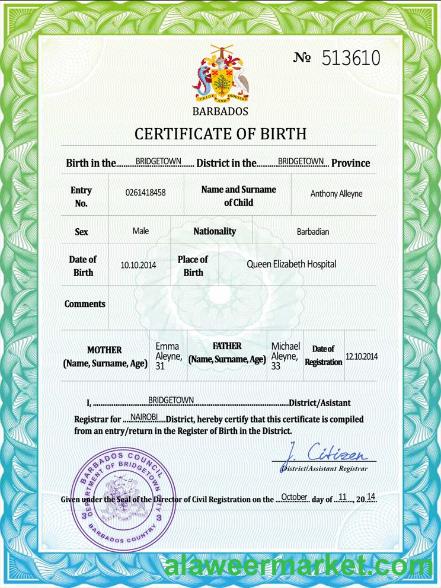 № 513610
BARBADOS
CERTIFICATE OF BIRTH
Birth in the BRIDGETOWN District in the BRIDGETOWN Province
Entry No. 0261418458 Name and Surname of Child Anthony Alleyne
Sex Male Nationality Barbadian
Date of Birth 10.10.2014 Place of Birth Queen Elizabeth Hospital
Comments
MOTHER (Name, Surname, Age) Emma Aleyne, 31 FATHER (Name, Surname, Age) Michael Aleyne, 33 Date of Registration 12.10.2014
I, BRIDGETOWN District/Asistant
Registrar for NAIROBI District, hereby certify that this certificate is compiled
from an entry/return in the Register of Birth in the District.
J. Citizen
District/Assistant Registrar
BARBADOS COUNCIL
DEPARTMENT OF BRIDGETOWN CITY
BARBADOS COUNTRY
Given under the Seal of the Director of Civil Registration on the October day of 11, 2014
alaweermarket.com